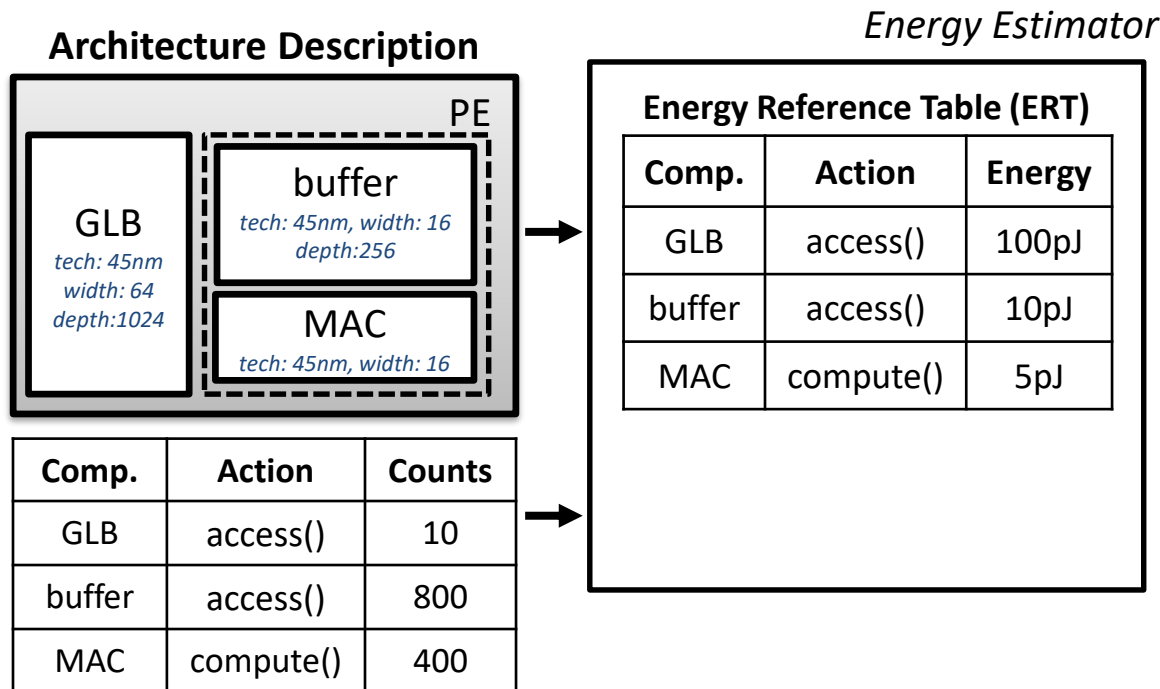 Energy Estimator
Architecture Description
PE
GLB
tech: 45nm
width: 64
depth:1024
buffer
tech: 45nm, width: 16
depth:256
MAC
tech: 45nm, width: 16
Energy Reference Table (ERT)
Comp. Action Energy
GLB access() 100pJ
buffer access() 10pJ
MAC compute() 5pJ
Comp. Action Counts
GLB access() 10
buffer access() 800
MAC compute() 400